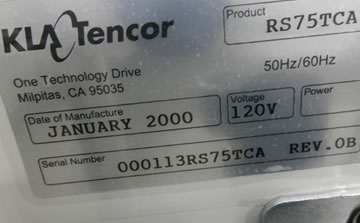 KLA Tencor
Product RS75TCA
One Technology Drive
Milpitas, CA 95035
50Hz/60Hz
Date of Manufacture
JANUARY 2000
Voltage
120V
Power
Serial Number 000113RS75TCA REV.0B